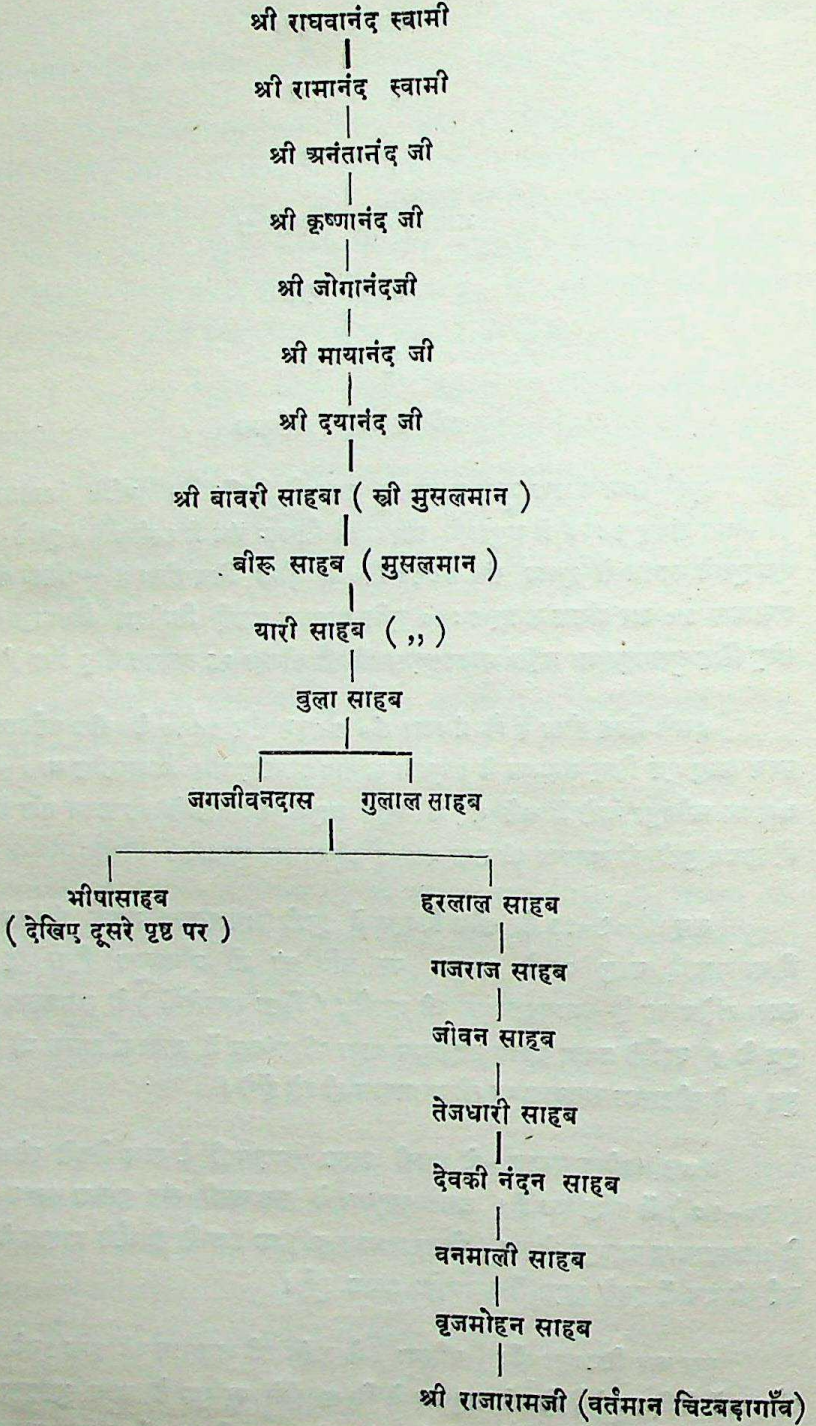 श्री राघवानंद स्वामी
श्री रामानंद स्वामी
श्री अनंतानंद जी
श्री कृष्णानंद जी
श्री जोगानंदजी
श्री मायानंद जी
श्री दयानंद जी
श्री बावरी साहबा ( स्त्री मुसलमान )
बीरू साहब ( मुसलमान )
यारी साहब ( ,, )
बुला साहब
जगजीवनदास गुलाल साहब
भीषासाहब
( देखिए दूसरे पृष्ठ पर )
हरलाल साहब
गजराज साहब
जीवन साहब
तेजधारी साहब
देवकी नंदन साहब
वनमाली साहब
वृजमोहन साहब
श्री राजारामजी (वर्तमान चिटबड़ागाँव)